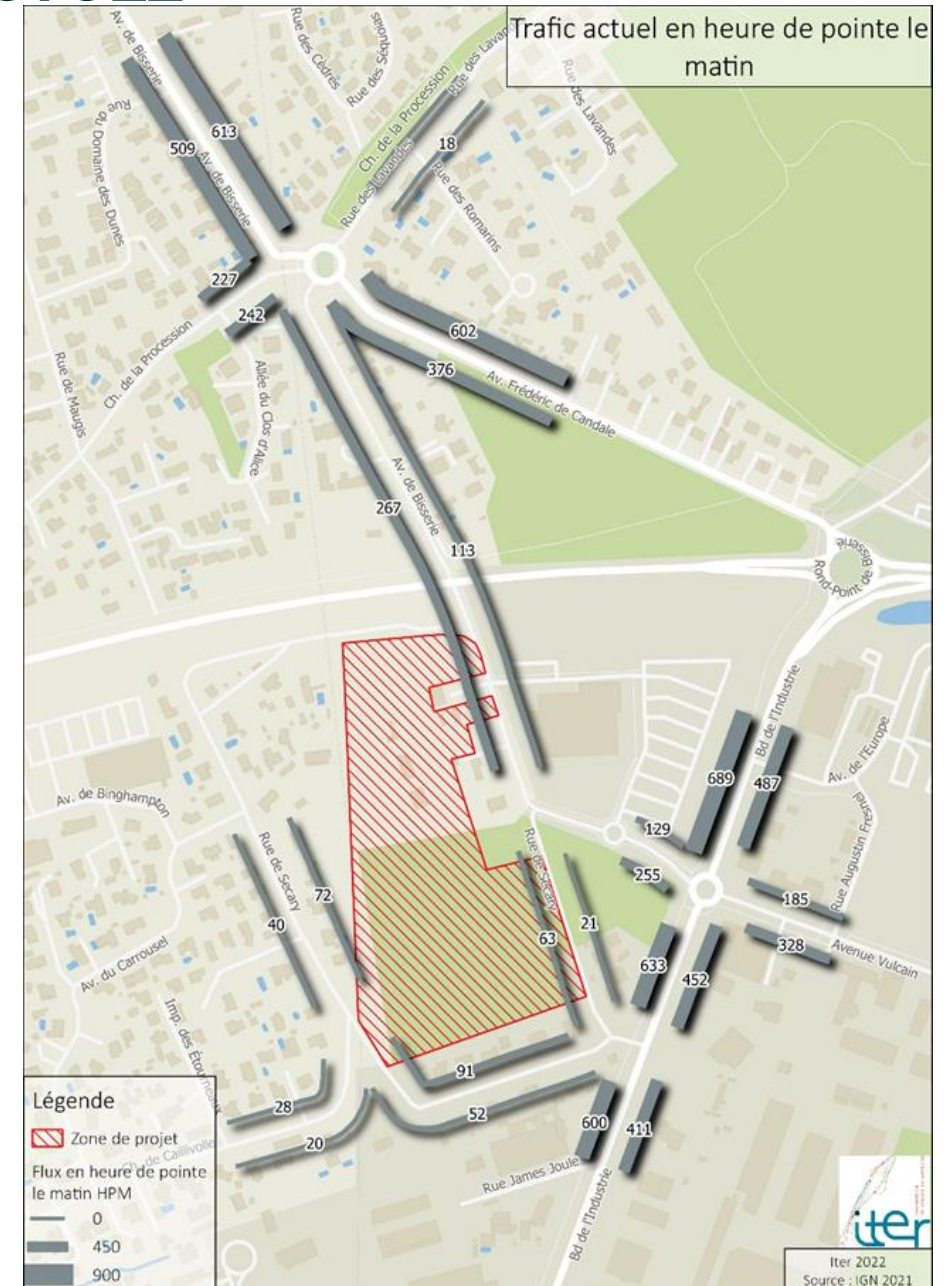 Trafic actuel en heure de pointe le
matin
Av. de Bisserie
Rue des Cèdres
Rue des Séquoias
Rue des Lavandes
Rue des Lavandes
Ch. de la Procession
Rue des Lavandes
18
Rue des Romarins
613
509
Av. de Bisserie
Rue du Domaine des Dunes
227
242
Ch. de la Procession
Rue de Maugis
Allée du Clos d'Alice
602
376
Av. Frédéric de Candale
267
Av. de Bisserie
113
Rond-Point de Bisserie
Bd de l'Industrie
Av. de l'Europe
Rue Augustin Fresnel
689
487
129
255
185
328
Avenue Vulcain
Av. de Binghampton
Rue de Secary
72
40
Av. du Carrousel
Imp. des Étourneaux
Rue de Secary
63
21
633
452
91
52
28
20
Ch. de Caillivolle
600
411
Rue James Joule
Bd de l'Industrie
Légende
Zone de projet
Flux en heure de pointe
le matin HPM
0
450
900
iter
Iter 2022
Source : IGN 2021